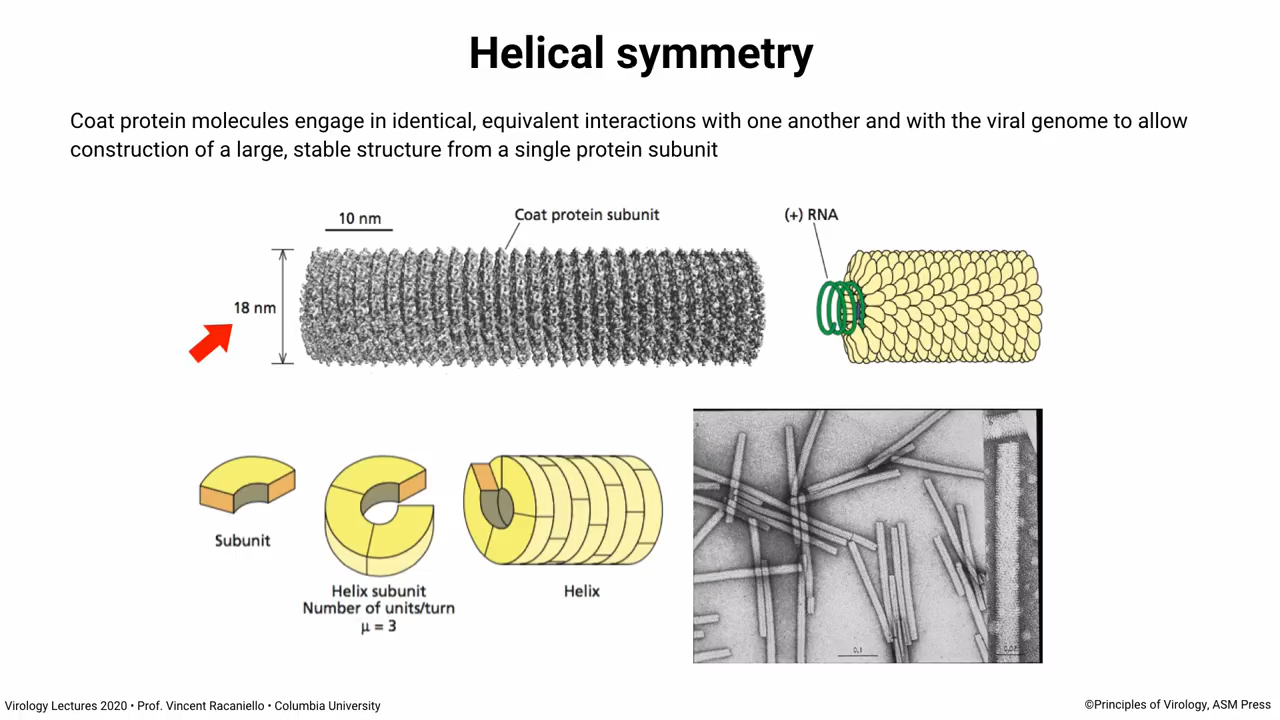 Helical symmetry
Coat protein molecules engage in identical, equivalent interactions with one another and with the viral genome to allow
construction of a large, stable structure from a single protein subunit
10 nm
Coat protein subunit
(+) RNA
18 nm
Subunit
Helix subunit
Number of units/turn
μ = 3
Helix
0.1
Virology Lectures 2020 • Prof. Vincent Racaniello • Columbia University
©Principles of Virology, ASM Press